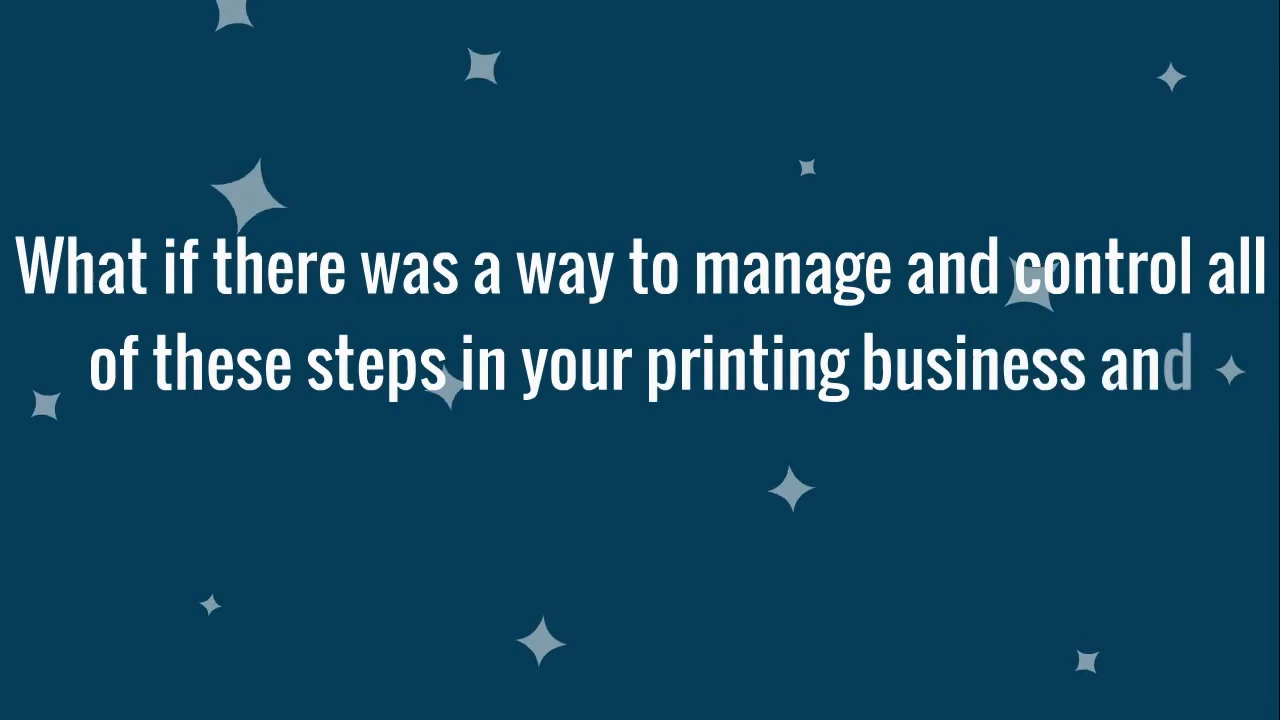 What if there was a way to manage and control all
of these steps in your printing business and